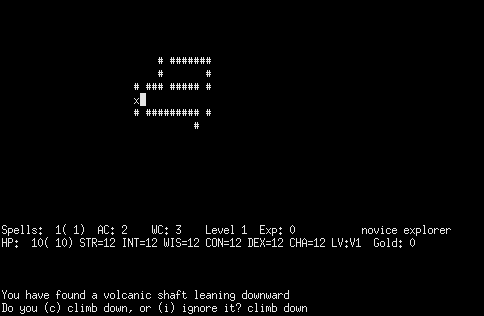 # #######
#       #
# ### ##### #
x
# ######### #
#
Spells:  1( 1)  AC: 2    WC: 3    Level 1  Exp: 0           novice explorer
HP:  10( 10) STR=12 INT=12 WIS=12 CON=12 DEX=12 CHA=12 LV:V1  Gold: 0
You have found a volcanic shaft leaning downward
Do you (c) climb down, or (i) ignore it? climb down